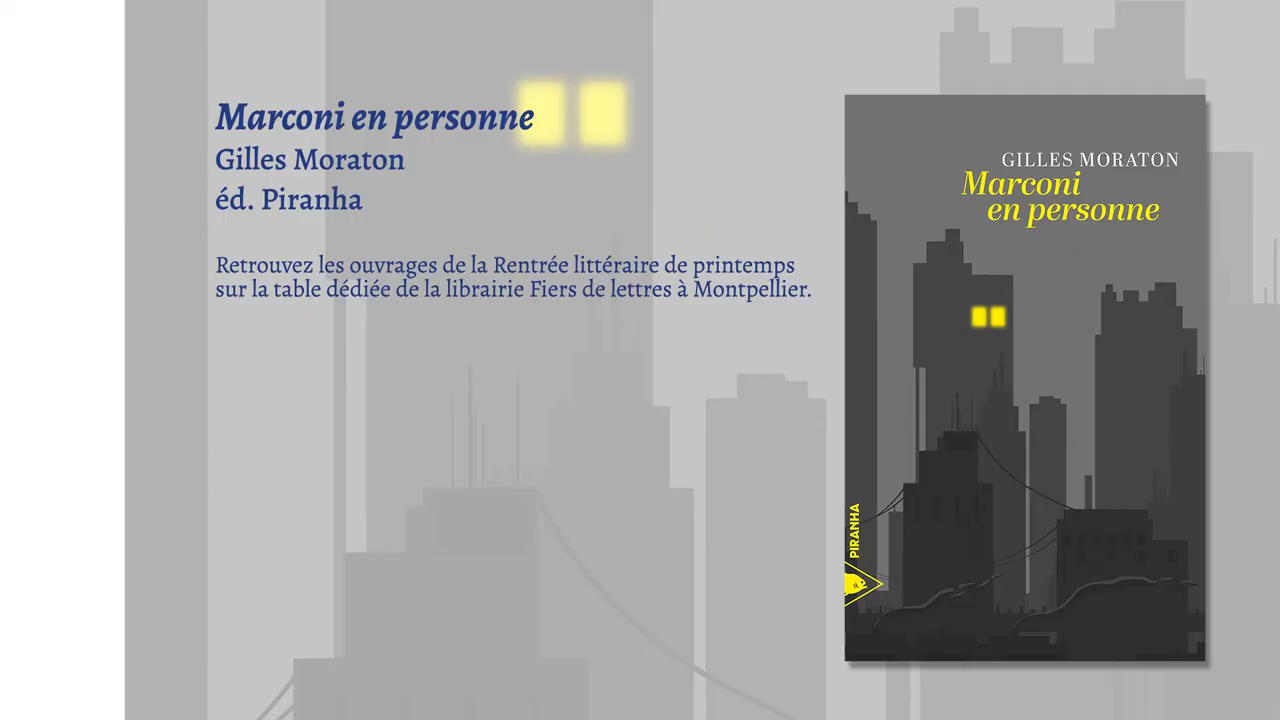 Marconi en personne
Gilles Moraton
éd. Piranha
Retrouvez les ouvrages de la Rentrée littéraire de printemps
sur la table dédiée de la librairie Fiers de lettres à Montpellier.
GILLES MORATON
Marconi
en personne
PIRANHA